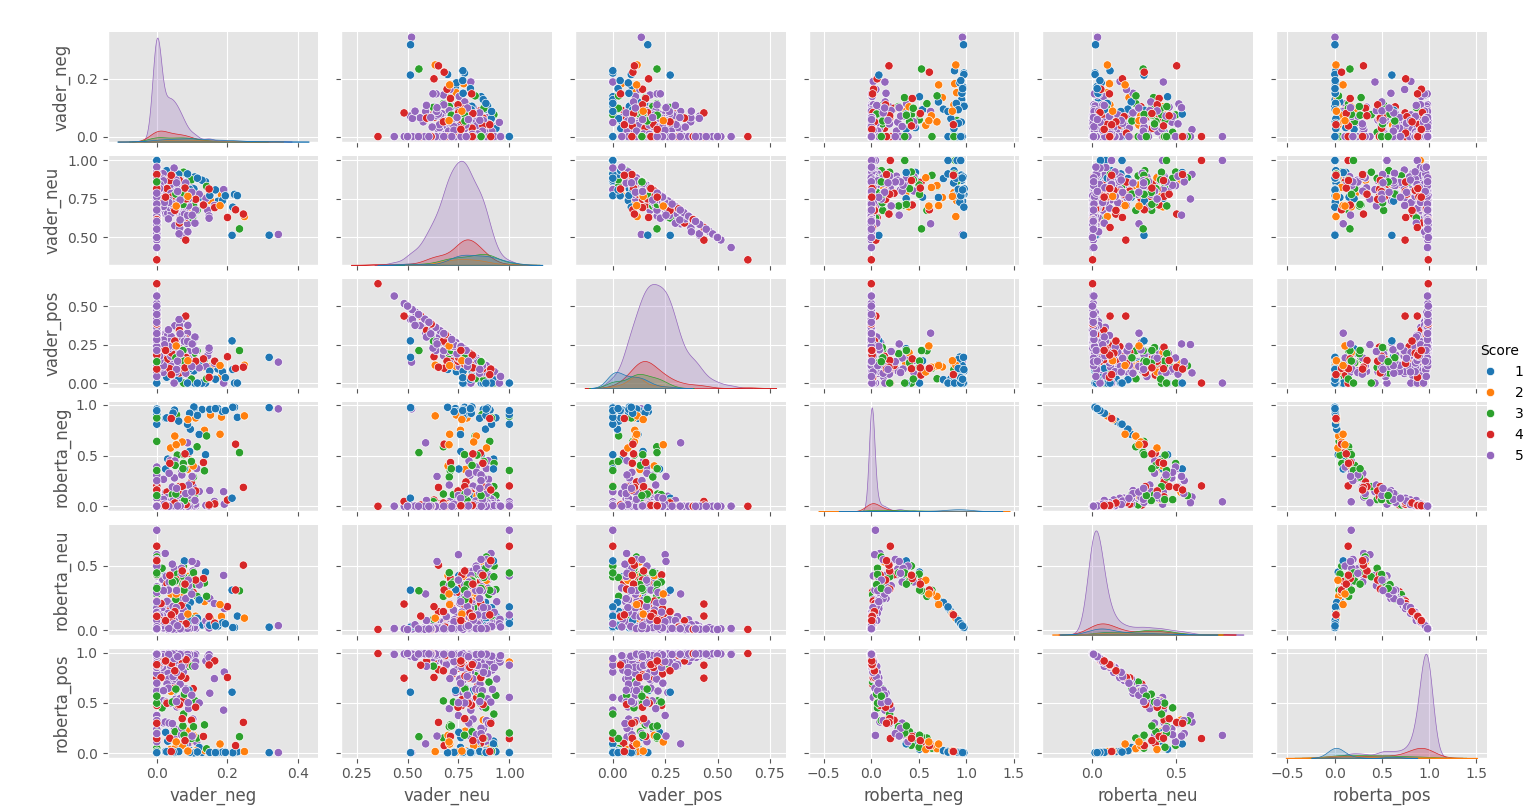 vader_neg
0.2
0.0
vader_neu
1.00
0.75
0.50
vader_pos
0.50
0.25
0.00
Score
1
2
3
4
5
roberta_neg
1.0
0.5
0.0
roberta_neu
0.5
0.0
roberta_pos
1.0
0.5
0.0
0.0 0.2 0.4 0.25 0.50 0.75 1.00 0.00 0.25 0.50 0.75 −0.5 0.0 0.5 1.0 1.5 0.0 0.5 −0.5 0.0 0.5 1.0 1.5
vader_neg vader_neu vader_pos roberta_neg roberta_neu roberta_pos